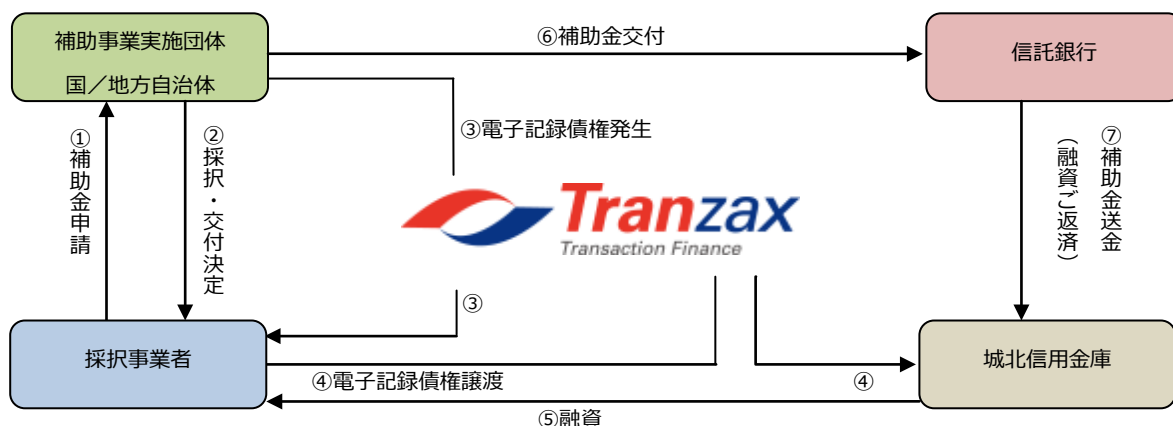 補助事業実施団体
国／地方自治体
⑥補助金交付
信託銀行
③電子記録債権発生
①補助金申請
②採択・交付決定
⑦補助金送金
（融資ご返済）
Tranzax
Transaction Finance
③
採択事業者
④電子記録債権譲渡
④
城北信用金庫
⑤融資